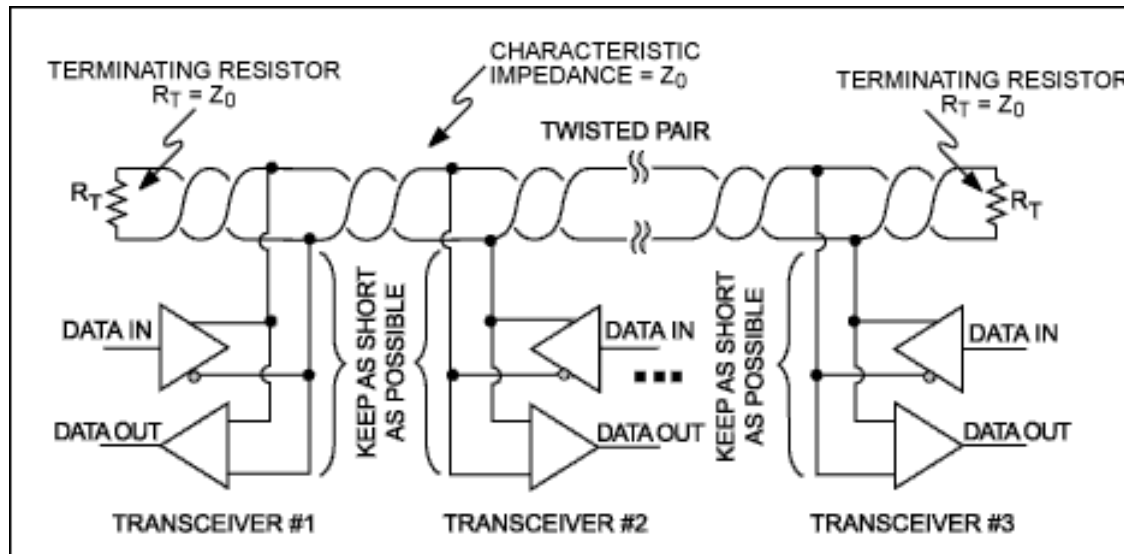 TERMINATING RESISTOR
R_T = Z_0
CHARACTERISTIC
IMPEDANCE = Z_0
TERMINATING RESISTOR
R_T = Z_0
TWISTED PAIR
R_T
R_T
KEEP AS SHORT
AS POSSIBLE
KEEP AS SHORT
AS POSSIBLE
DATA IN
DATA IN
DATA IN
DATA OUT
DATA OUT
DATA OUT
TRANSCEIVER #1
TRANSCEIVER #2
TRANSCEIVER #3